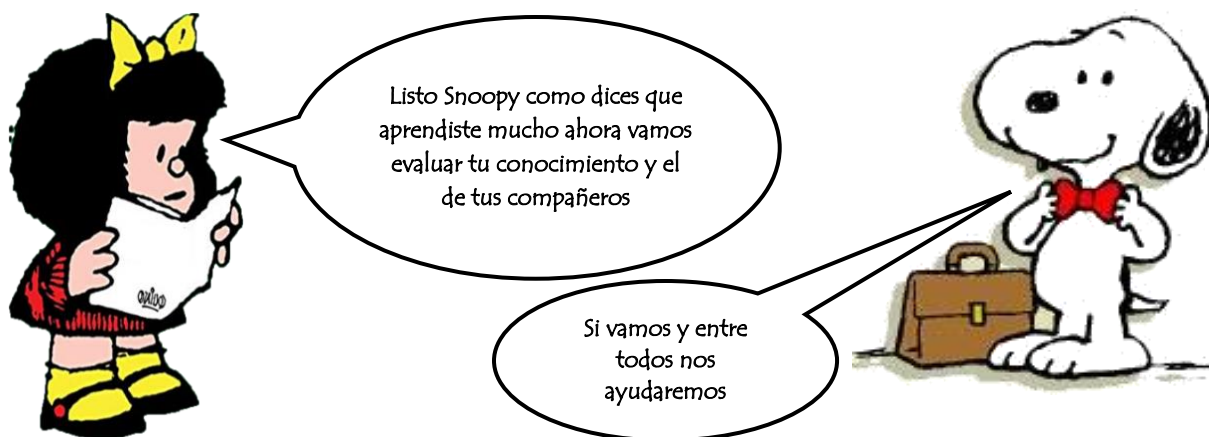 Listo Snoopy como dices que
aprendiste mucho ahora vamos
evaluar tu conocimiento y el
de tus compañeros
Si vamos y entre
todos nos
ayudaremos